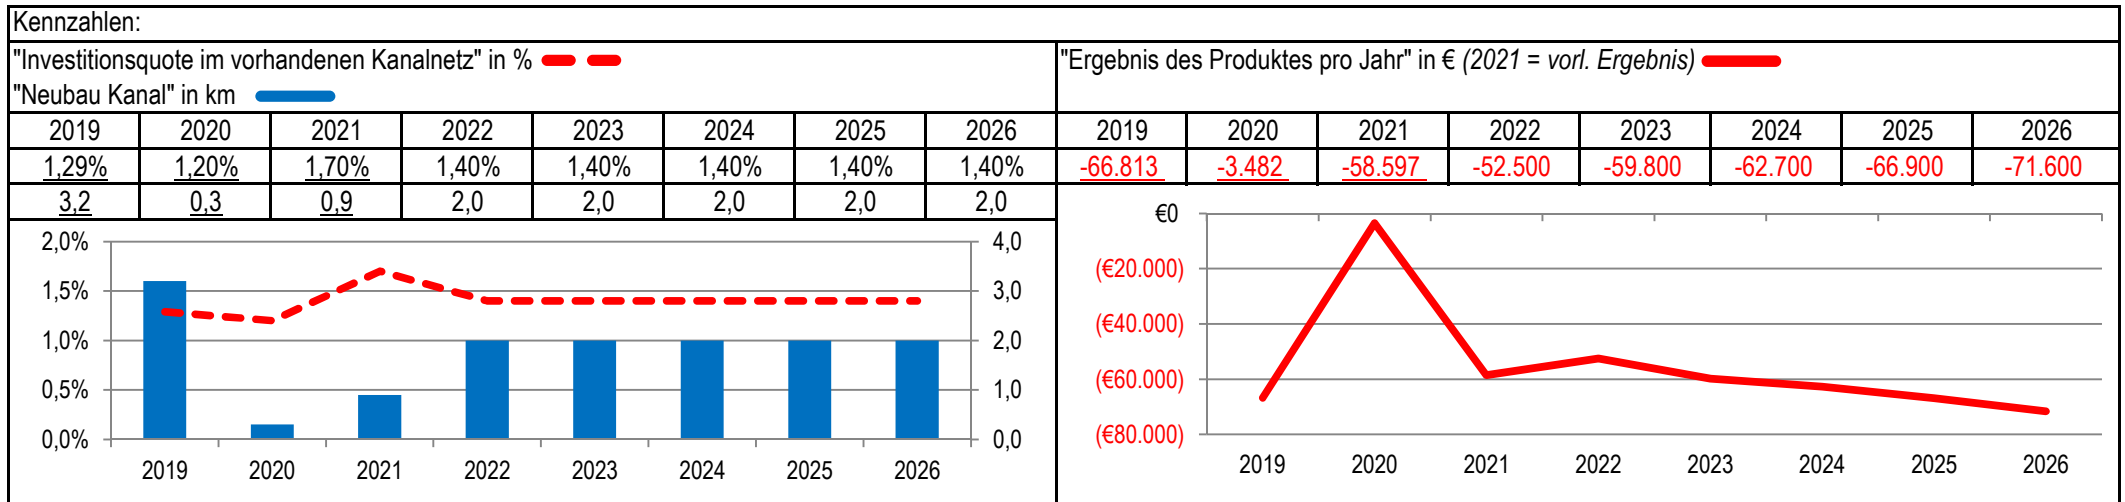 Kennzahlen:
"Investitionsquote im vorhandenen Kanalnetz" in %
"Neubau Kanal" in km
2019 2020 2021 2022 2023 2024 2025 2026
1,29% 1,20% 1,70% 1,40% 1,40% 1,40% 1,40% 1,40%
3,2 0,3 0,9 2,0 2,0 2,0 2,0 2,0
2,0% 4,0
1,5% 3,0
1,0% 2,0
0,5% 1,0
0,0% 0,0
2019 2020 2021 2022 2023 2024 2025 2026
"Ergebnis des Produktes pro Jahr" in € (2021 = vorl. Ergebnis)
2019 2020 2021 2022 2023 2024 2025 2026
-66.813 -3.482 -58.597 -52.500 -59.800 -62.700 -66.900 -71.600
€0
(€20.000)
(€40.000)
(€60.000)
(€80.000)
2019 2020 2021 2022 2023 2024 2025 2026